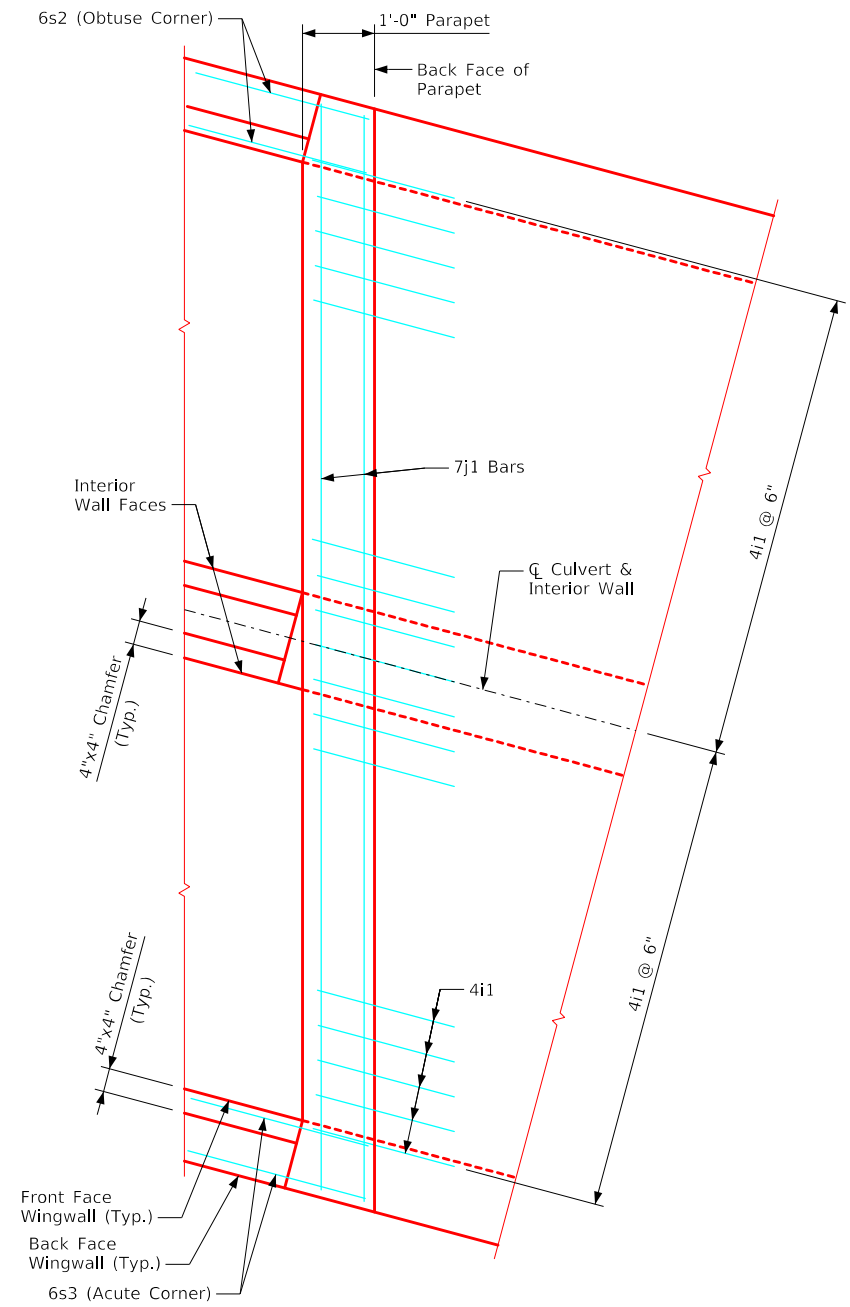 6s2 (Obtuse Corner)
1'-0" Parapet
Back Face of
Parapet
7j1 Bars
Interior
Wall Faces
4i1 @ 6"
℄ Culvert &
Interior Wall
4"x4" Chamfer
(Typ.)
4"x4" Chamfer
(Typ.)
4i1
4i1 @ 6"
Front Face
Wingwall (Typ.)
Back Face
Wingwall (Typ.)
6s3 (Acute Corner)